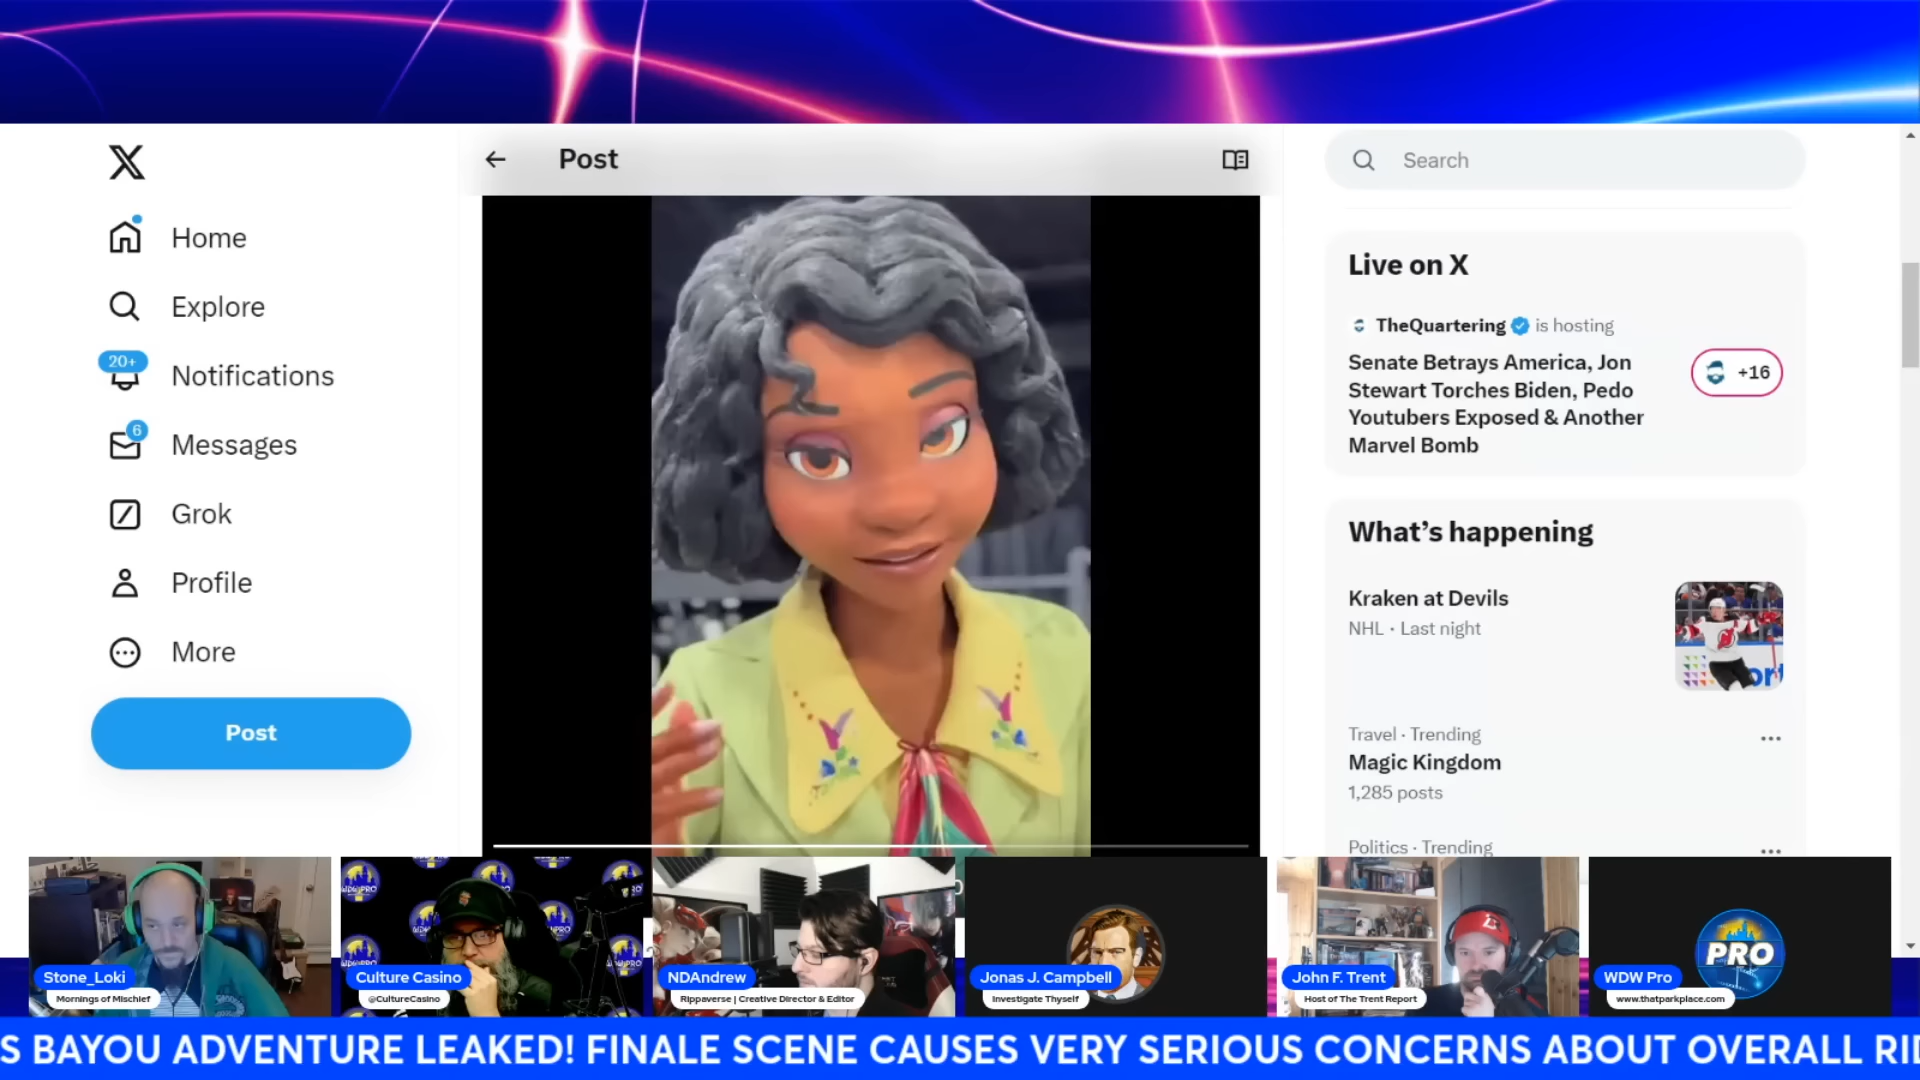 Post
Search
Home
Explore
20+
Notifications
6
Messages
Grok
Profile
More
Post
Live on X
TheQuartering is hosting
Senate Betrays America, Jon
Stewart Torches Biden, Pedo
Youtubers Exposed & Another
Marvel Bomb
+16
What's happening
Kraken at Devils
NHL · Last night
Travel · Trending
Magic Kingdom
1,285 posts
Politics · Trending
Stone_Loki
Mornings of Mischief
Culture Casino
@CultureCasino
NDAndrew
Rippaverse | Creative Director & Editor
Jonas J. Campbell
Investigate Thyself
John F. Trent
Host of The Trent Report
PRO
WDW Pro
www.thatparkplace.com
S BAYOU ADVENTURE LEAKED! FINALE SCENE CAUSES VERY SERIOUS CONCERNS ABOUT OVERALL RI